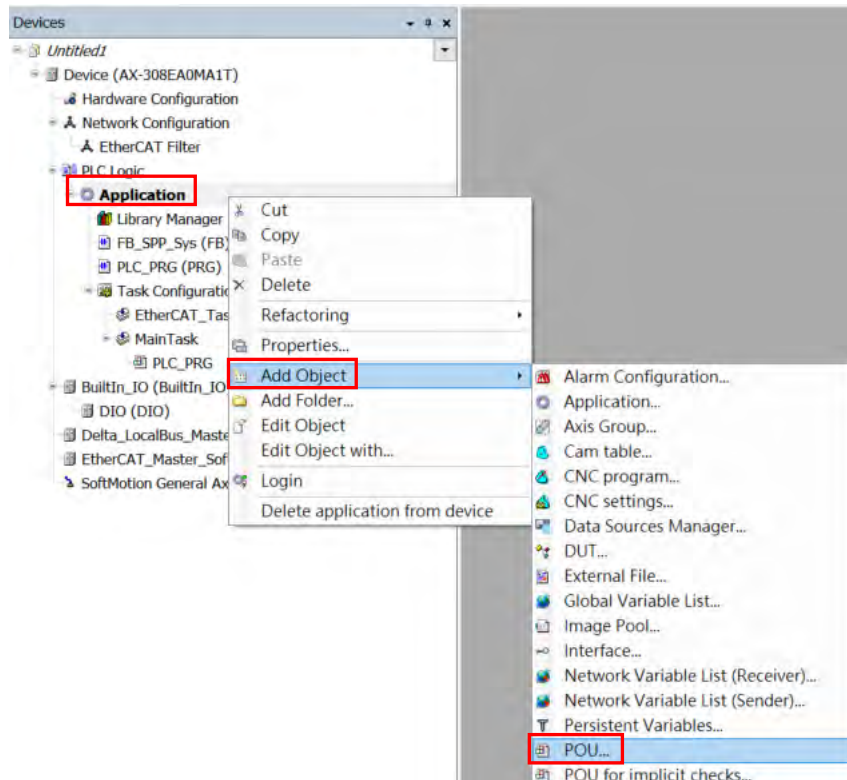 Devices
Untitled1
Device (AX-308EA0MA1T)
Hardware Configuration
Network Configuration
EtherCAT Filter
PLC Logic
Application
Library Manager
FB_SPP_Sys (FB)
PLC_PRG (PRG)
Task Configuratio
EtherCAT_Tas
MainTask
PLC_PRG
BuiltIn_IO (BuiltIn_IO
DIO (DIO)
Delta_LocalBus_Maste
EtherCAT_Master_Sof
SoftMotion General Ax
Cut
Copy
Paste
Delete
Refactoring
Properties...
Add Object
Add Folder...
Edit Object
Edit Object with...
Login
Delete application from device
Alarm Configuration...
Application...
Axis Group...
Cam table...
CNC program...
CNC settings...
Data Sources Manager...
DUT...
External File...
Global Variable List...
Image Pool...
Interface...
Network Variable List (Receiver)...
Network Variable List (Sender)...
Persistent Variables...
POU...
POU for implicit checks...